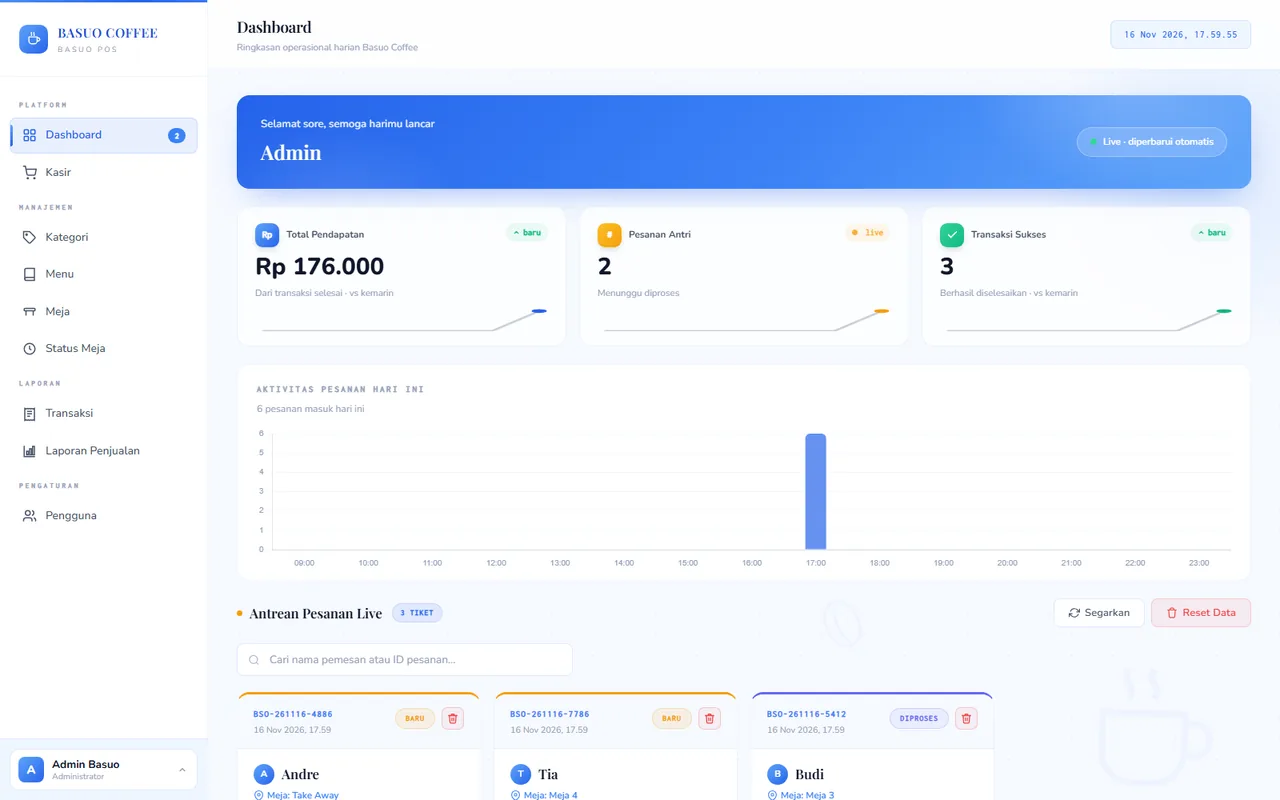 BASUO COFFEE
BASUO POS
PLATFORM
Dashboard 2
Kasir
MANAJEMEN
Kategori
Menu
Meja
Status Meja
LAPORAN
Transaksi
Laporan Penjualan
PENGATURAN
Pengguna
A Admin Basuo
Administrator
Dashboard
Ringkasan operasional harian Basuo Coffee
16 Nov 2026, 17.59.55
Selamat sore, semoga harimu lancar
Admin
Live · diperbarui otomatis
Rp Total Pendapatan baru
Rp 176.000
Dari transaksi selesai · vs kemarin
# Pesanan Antri live
2
Menunggu diproses
Transaksi Sukses baru
3
Berhasil diselesaikan · vs kemarin
AKTIVITAS PESANAN HARI INI
6 pesanan masuk hari ini
6
5
4
3
2
1
0
09:00 10:00 11:00 12:00 13:00 14:00 15:00 16:00 17:00 18:00 19:00 20:00 21:00 22:00 23:00
Antrean Pesanan Live 3 TIKET
Segarkan Reset Data
Cari nama pemesan atau ID pesanan...
BSO-261116-4886 BARU
16 Nov 2026, 17.59
A Andre
Meja: Take Away
BSO-261116-7786 BARU
16 Nov 2026, 17.59
T Tia
Meja: Meja 4
BSO-261116-5412 DIPROSES
16 Nov 2026, 17.59
B Budi
Meja: Meja 3